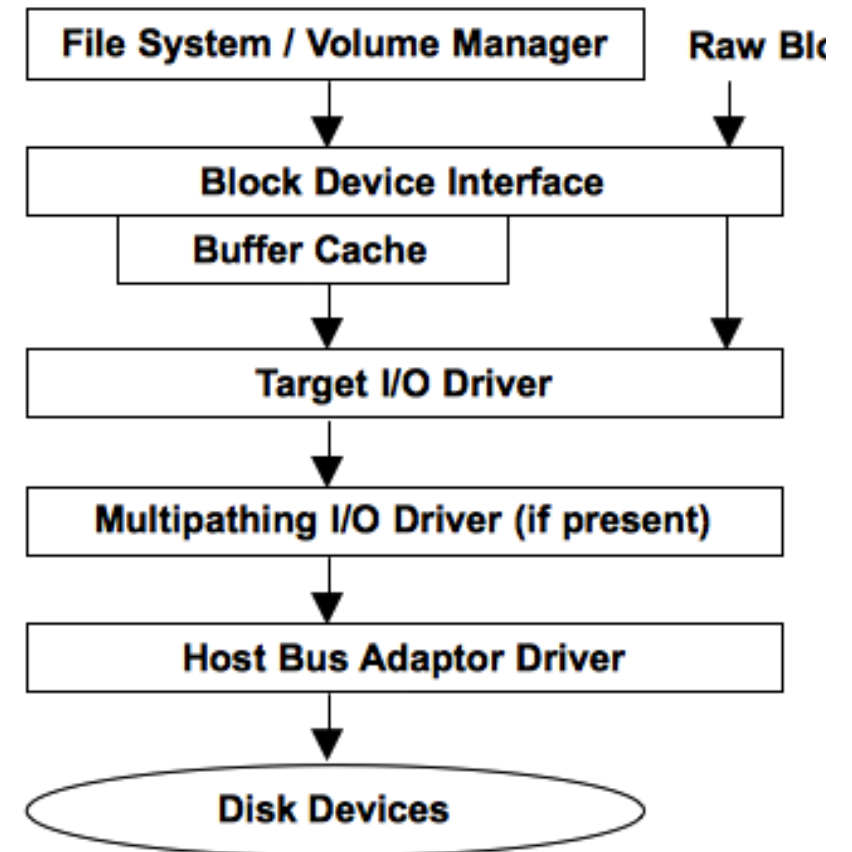 File System / Volume Manager
Raw
Block Device Interface
Buffer Cache
Target I/O Driver
Multipathing I/O Driver (if present)
Host Bus Adaptor Driver
Disk Devices